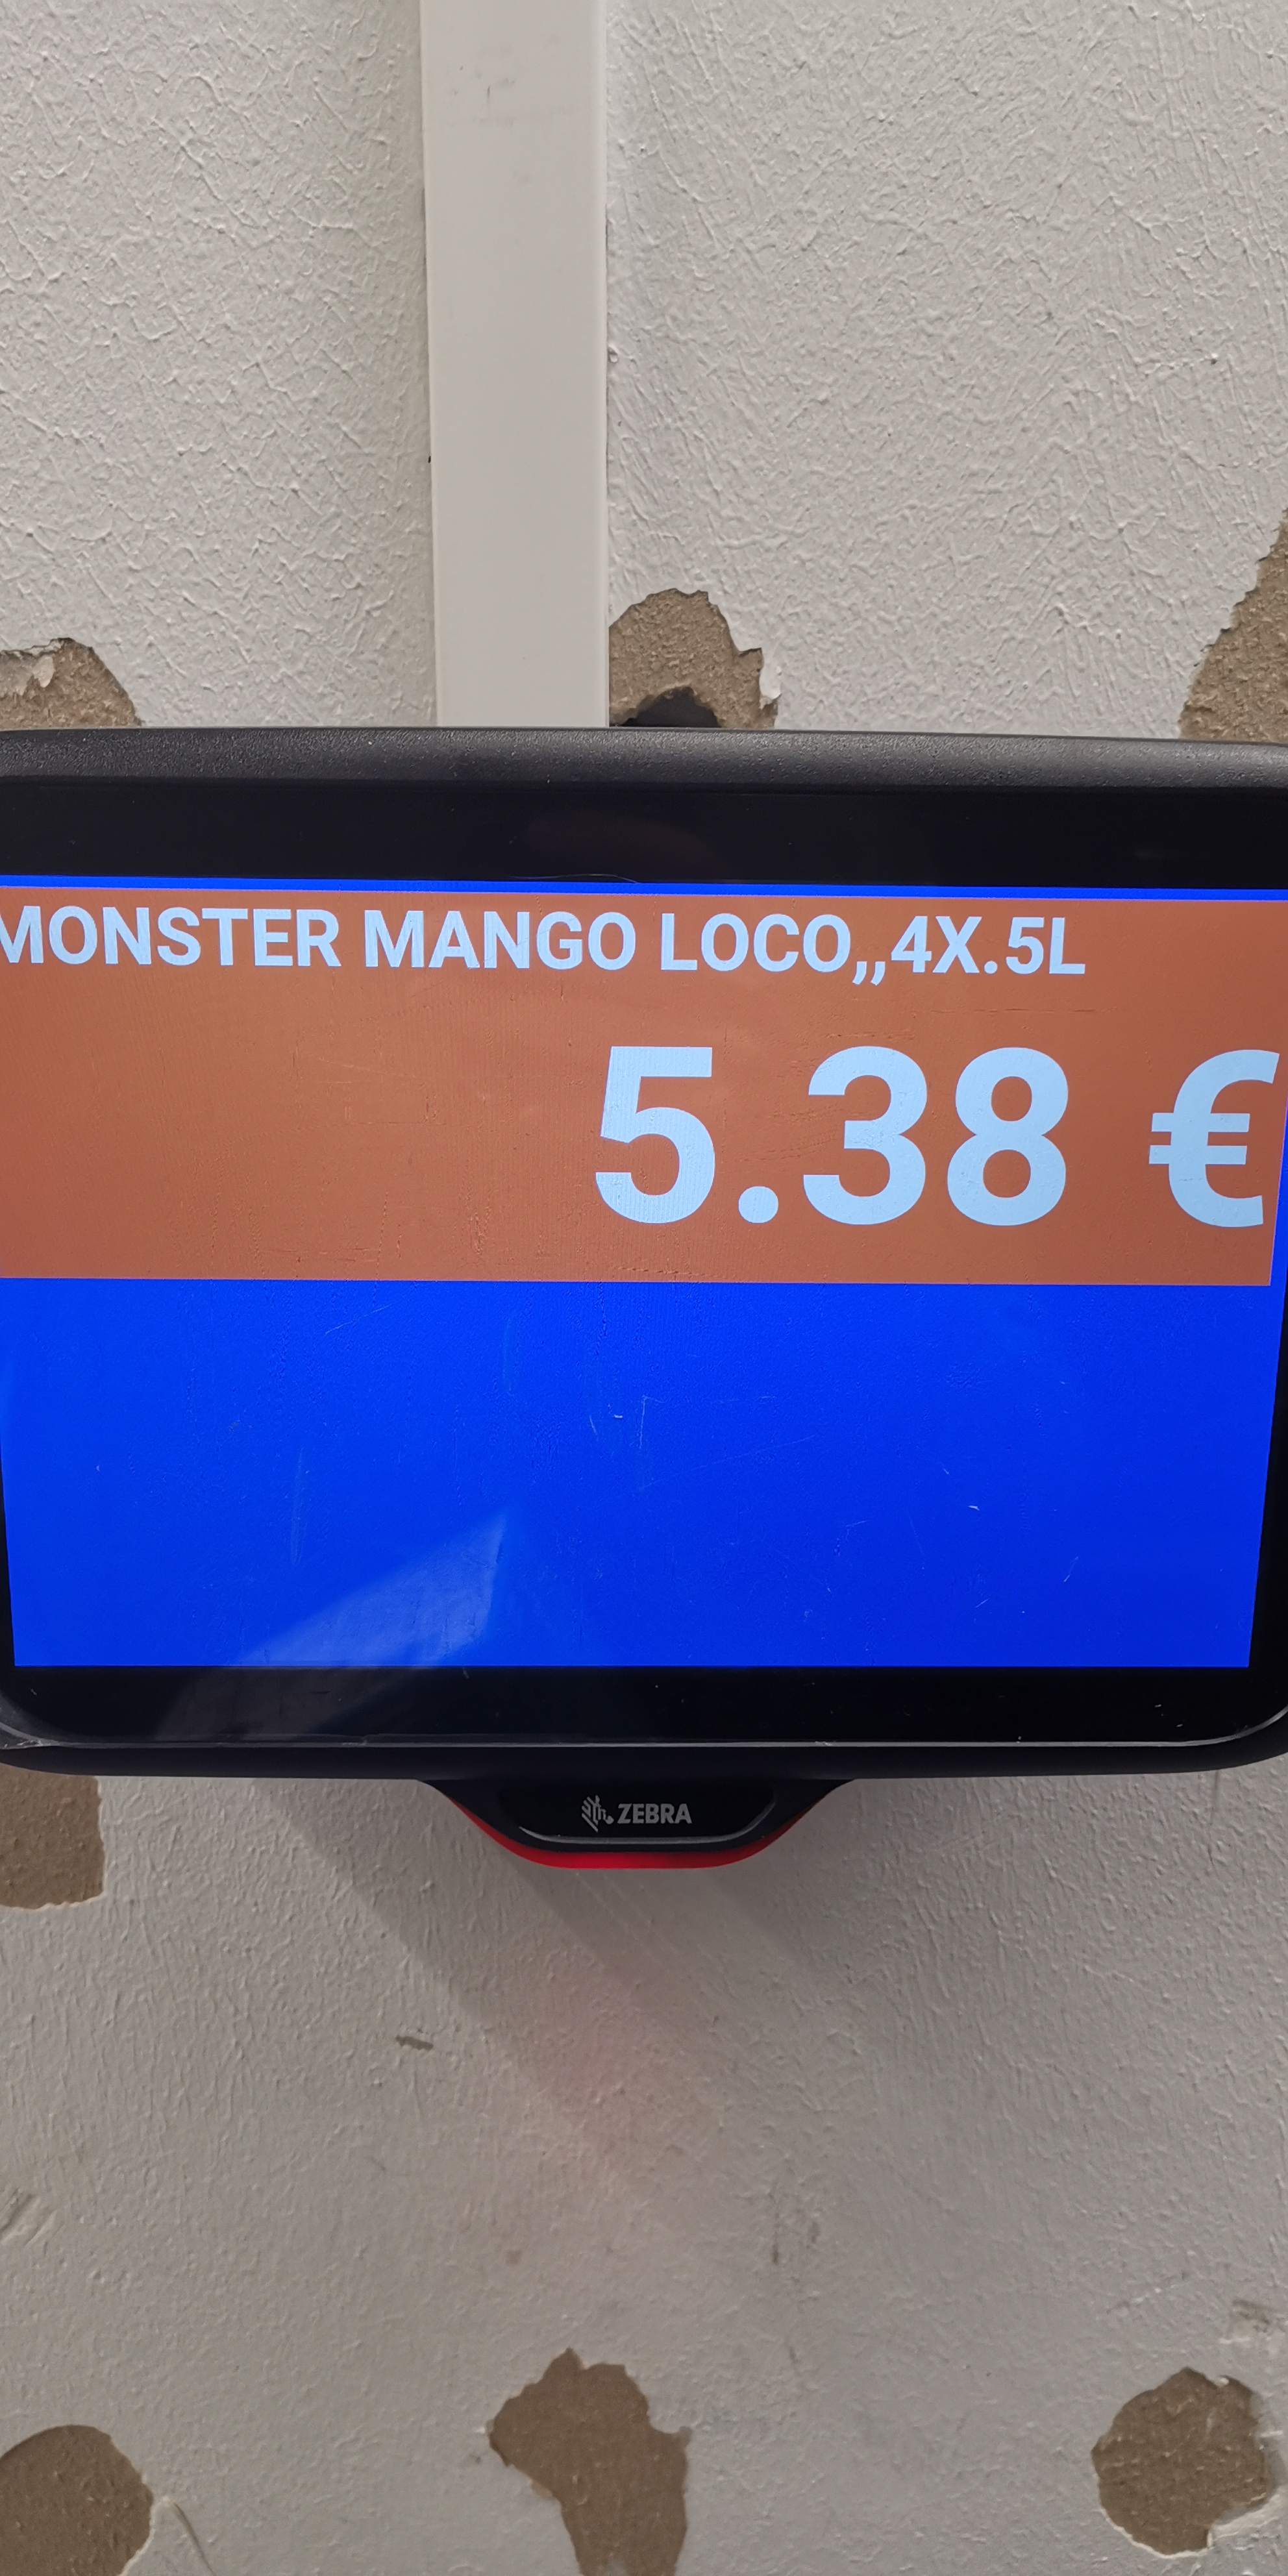 MONSTER MANGO LOCO,,4X.5L
5.38 €
ZEBRA